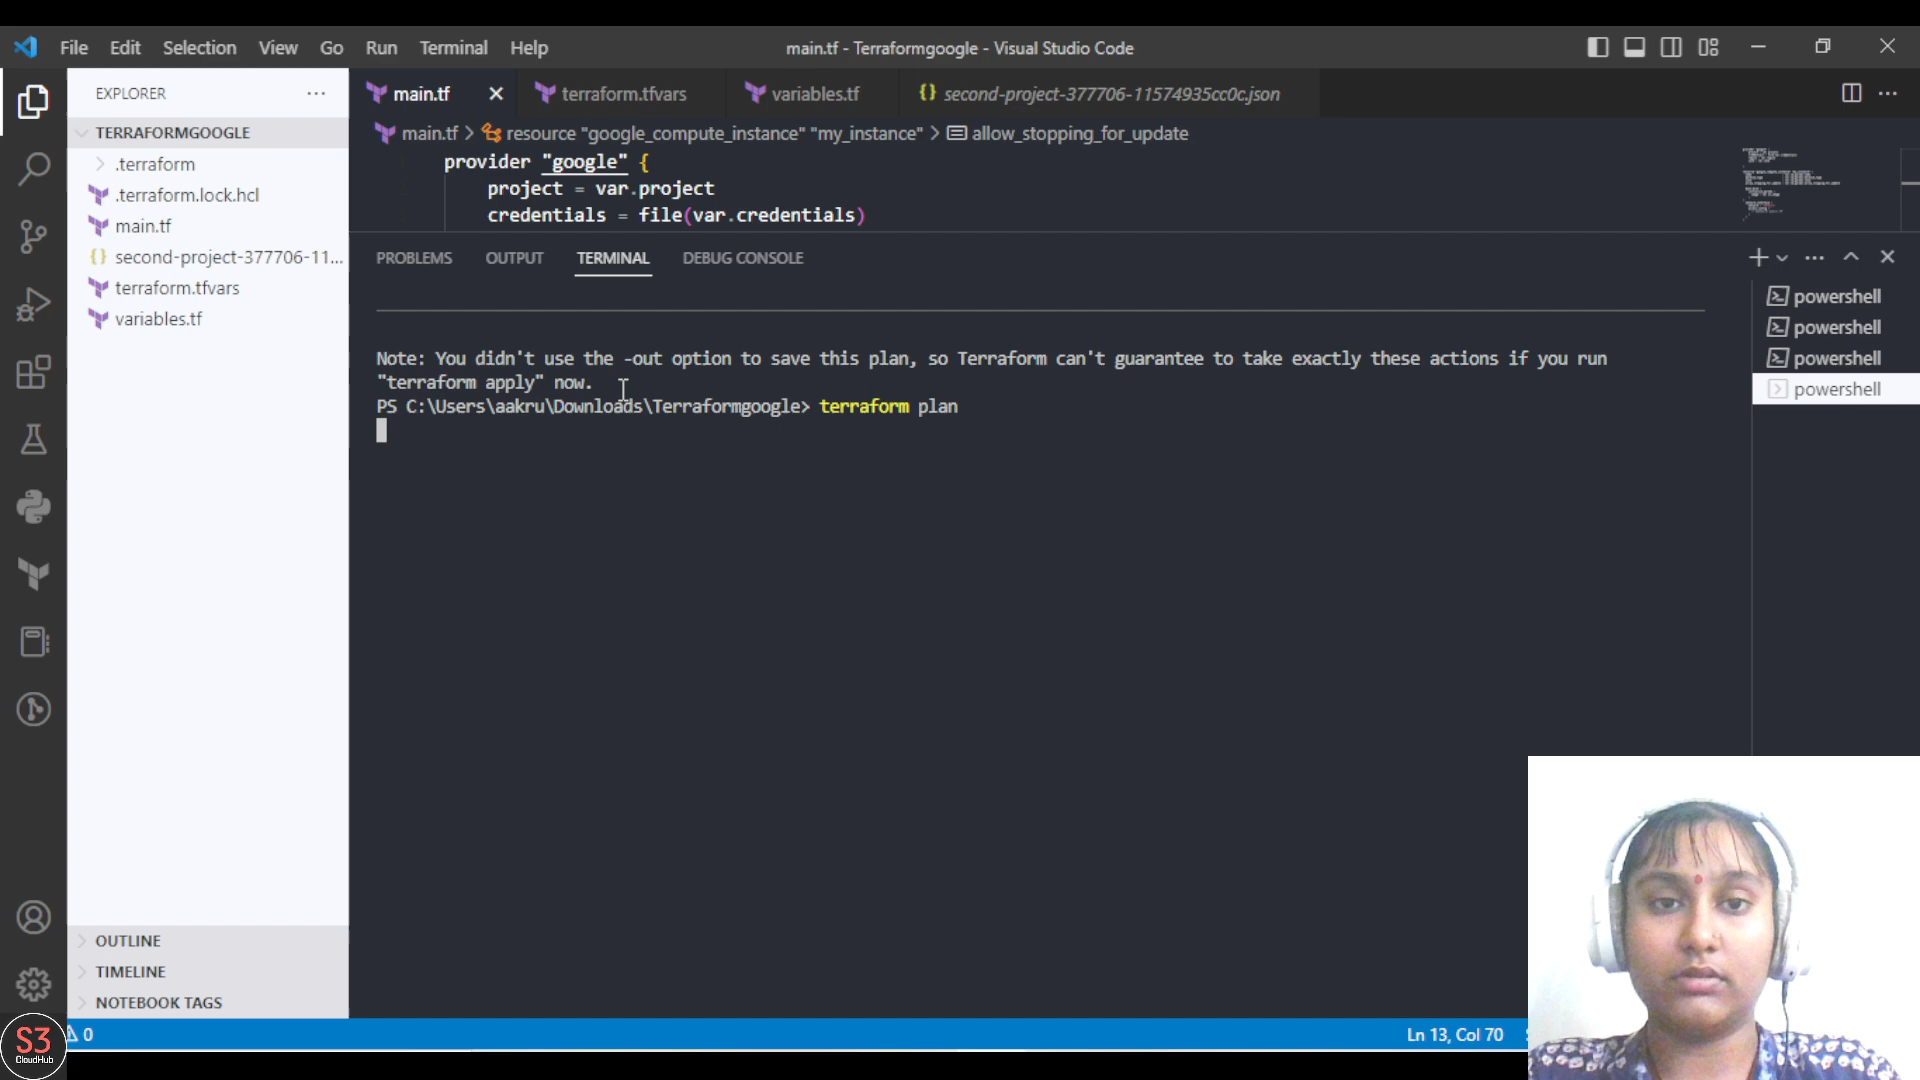 File Edit Selection View Go Run Terminal Help
main.tf - Terraformgoogle - Visual Studio Code
EXPLORER
TERRAFORMGOOGLE
.terraform
.terraform.lock.hcl
main.tf
second-project-377706-11...
terraform.tfvars
variables.tf
OUTLINE
TIMELINE
NOTEBOOK TAGS
main.tf
terraform.tfvars
variables.tf
second-project-377706-11574935cc0c.json
main.tf > resource "google_compute_instance" "my_instance" > allow_stopping_for_update
provider "google" {
project = var.project
credentials = file(var.credentials)
PROBLEMS OUTPUT TERMINAL DEBUG CONSOLE
Note: You didn't use the -out option to save this plan, so Terraform can't guarantee to take exactly these actions if you run
"terraform apply" now.
PS C:\Users\aakru\Downloads\Terraformgoogle> terraform plan
powershell
powershell
powershell
powershell
0
Ln 13, Col 70
S3
CloudHub